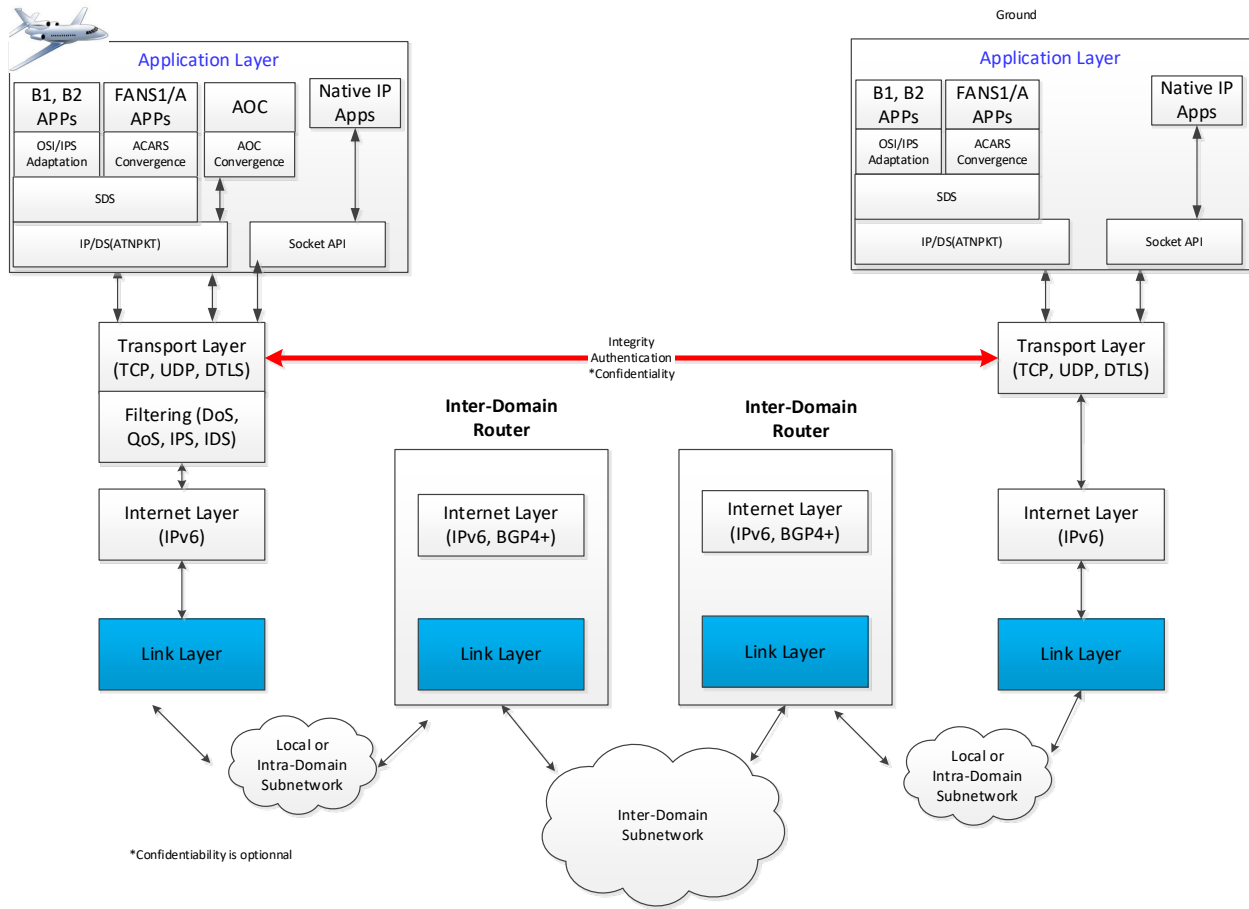 Ground
Application Layer
B1, B2
APPs
FANS1/A
APPs
AOC
Native IP
Apps
OSI/IPS
Adaptation
ACARS
Convergence
AOC
Convergence
SDS
IP/DS(ATNPKT)
Socket API
Application Layer
B1, B2
APPs
FANS1/A
APPs
Native IP
Apps
OSI/IPS
Adaptation
ACARS
Convergence
SDS
IP/DS(ATNPKT)
Socket API
Transport Layer
(TCP, UDP, DTLS)
Filtering (DoS,
QoS, IPS, IDS)
Integrity
Authentication
*Confidentiality
Transport Layer
(TCP, UDP, DTLS)
Inter-Domain
Router
Inter-Domain
Router
Internet Layer
(IPv6)
Internet Layer
(IPv6, BGP4+)
Internet Layer
(IPv6, BGP4+)
Internet Layer
(IPv6)
Link Layer
Link Layer
Link Layer
Link Layer
Local or
Intra-Domain
Subnetwork
Inter-Domain
Subnetwork
Local or
Intra-Domain
Subnetwork
*Confidentiability is optionnal